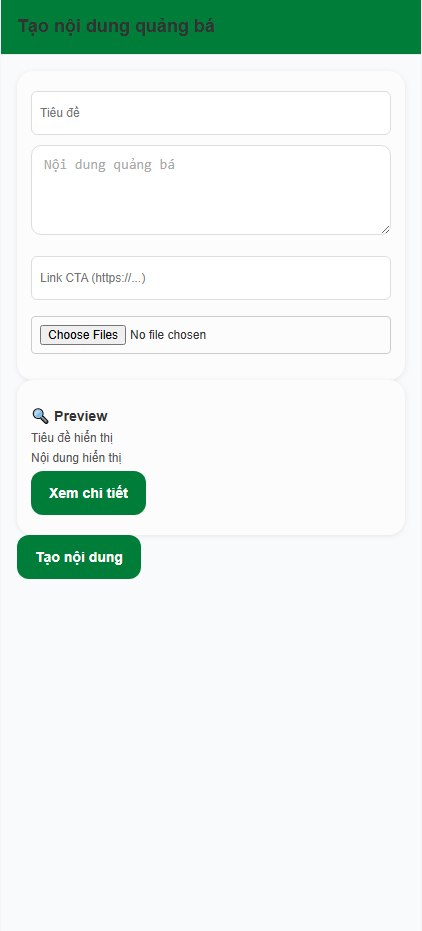 Tạo nội dung quảng bá
Tiêu đề
Nội dung quảng bá
Link CTA (https://...)
Choose Files No file chosen
🔍 Preview
Tiêu đề hiển thị
Nội dung hiển thị
Xem chi tiết
Tạo nội dung